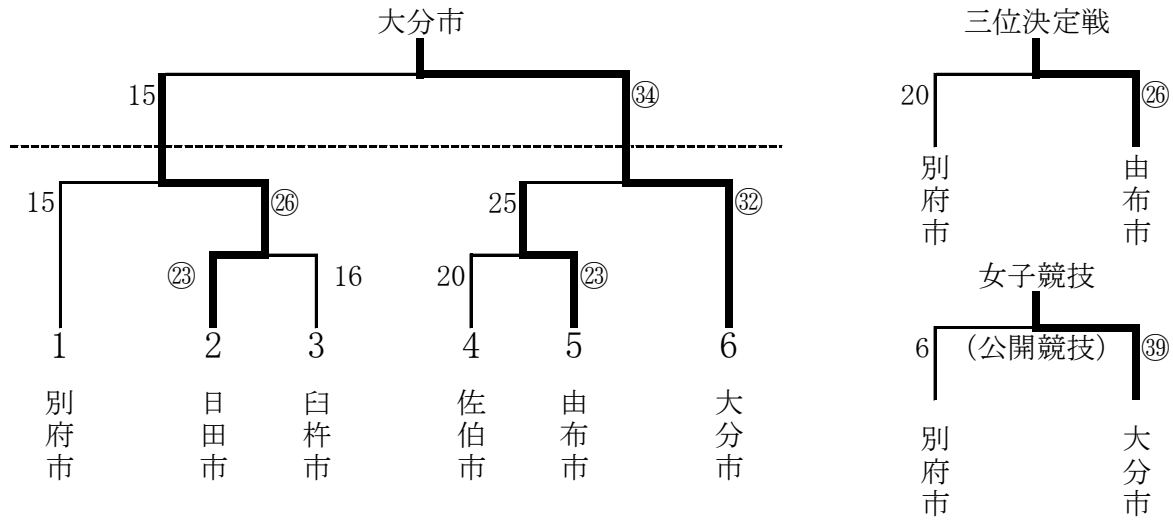 大分市
15 ㉞
15 ㉖ 25 ㉜
㉓ 16 20 ㉓
1 2 3 4 5 6
別府市
日田市
臼杵市
佐伯市
由布市
大分市
三位決定戦
20 ㉖
別府市
由布市
女子競技
6 (公開競技) ㊴
別府市
大分市